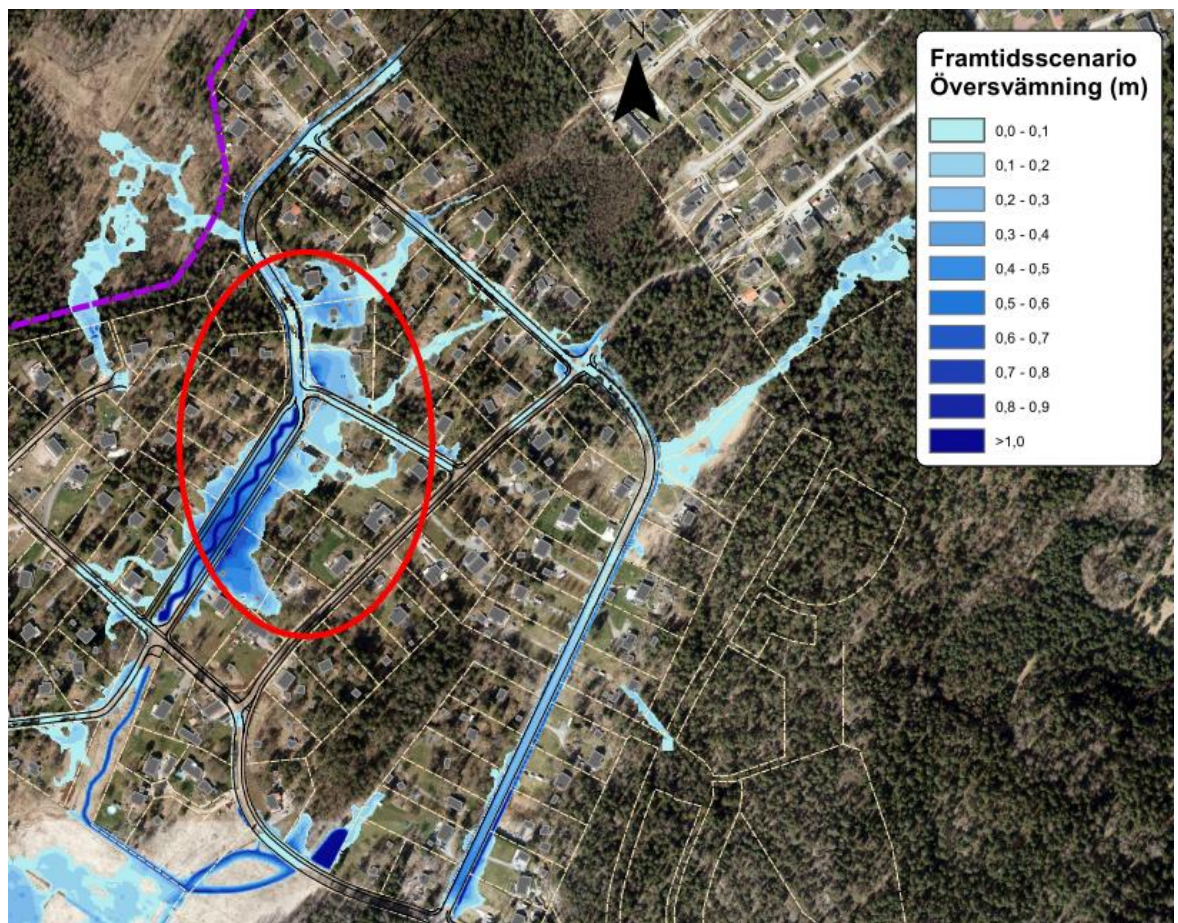 N
Framtidsscenario
Översvämning (m)
0,0 - 0,1
0,1 - 0,2
0,2 - 0,3
0,3 - 0,4
0,4 - 0,5
0,5 - 0,6
0,6 - 0,7
0,7 - 0,8
0,8 - 0,9
>1,0